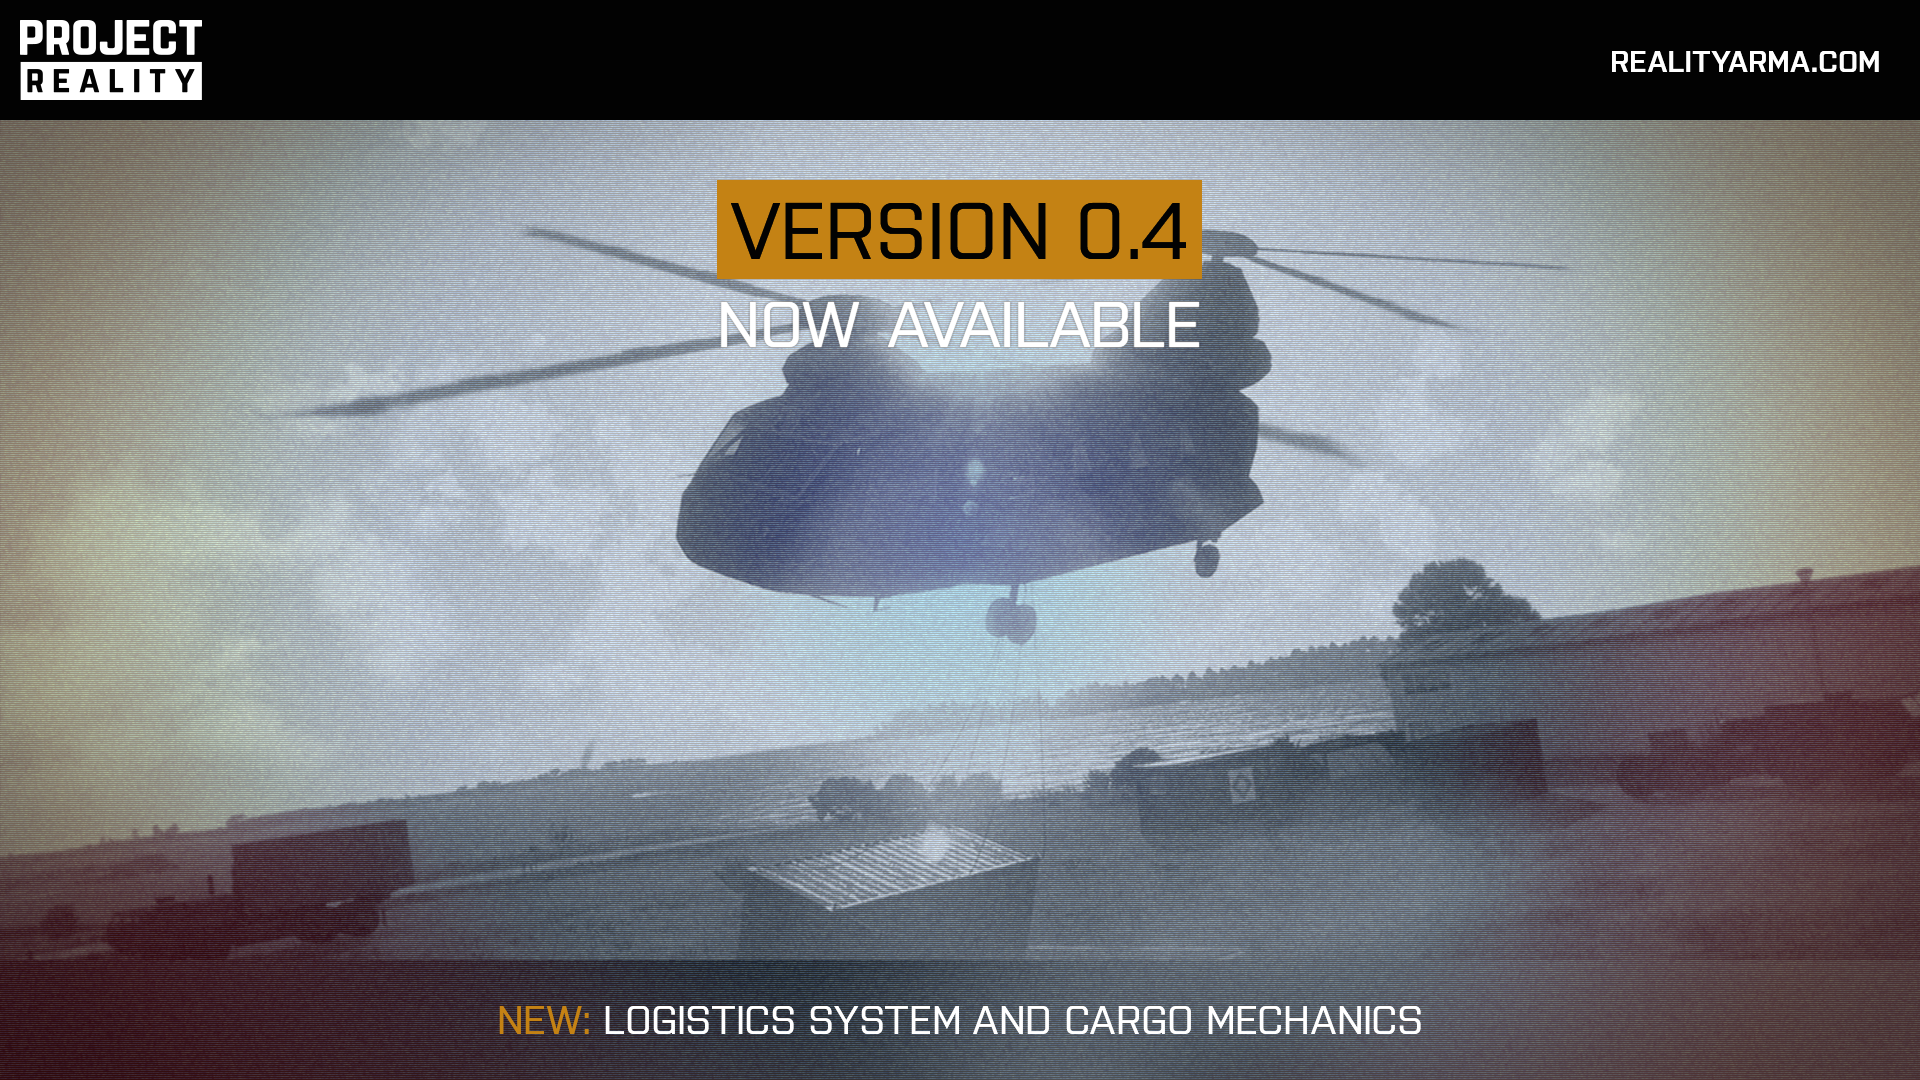 PROJECT
REALITY
REALITYARMA.COM
VERSION 0.4
NOW AVAILABLE
NEW: LOGISTICS SYSTEM AND CARGO MECHANICS